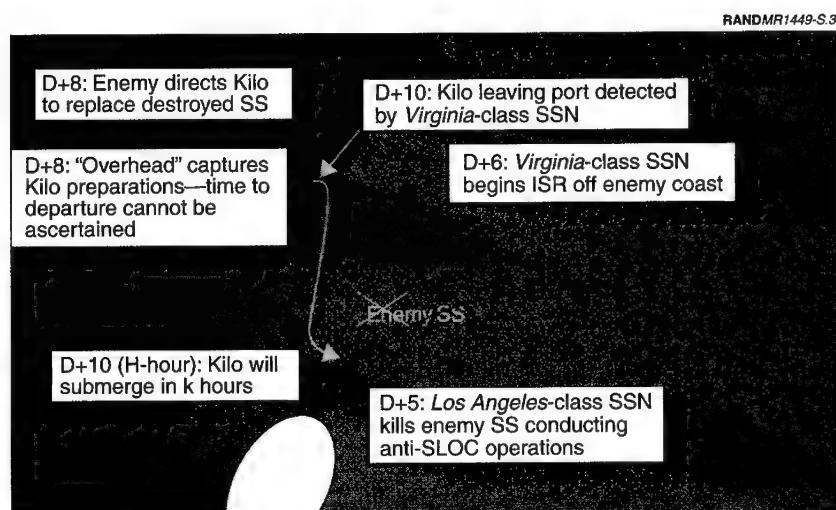 RANDMR1449-S.3
D+8: Enemy directs Kilo
to replace destroyed SS
D+10: Kilo leaving port detected
by Virginia-class SSN
D+8: “Overhead” captures
Kilo preparations—time to
departure cannot be
ascertained
D+6: Virginia-class SSN
begins ISR off enemy coast
Enemy SS
D+10 (H-hour): Kilo will
submerge in k hours
D+5: Los Angeles-class SSN
kills enemy SS conducting
anti-SLOC operations